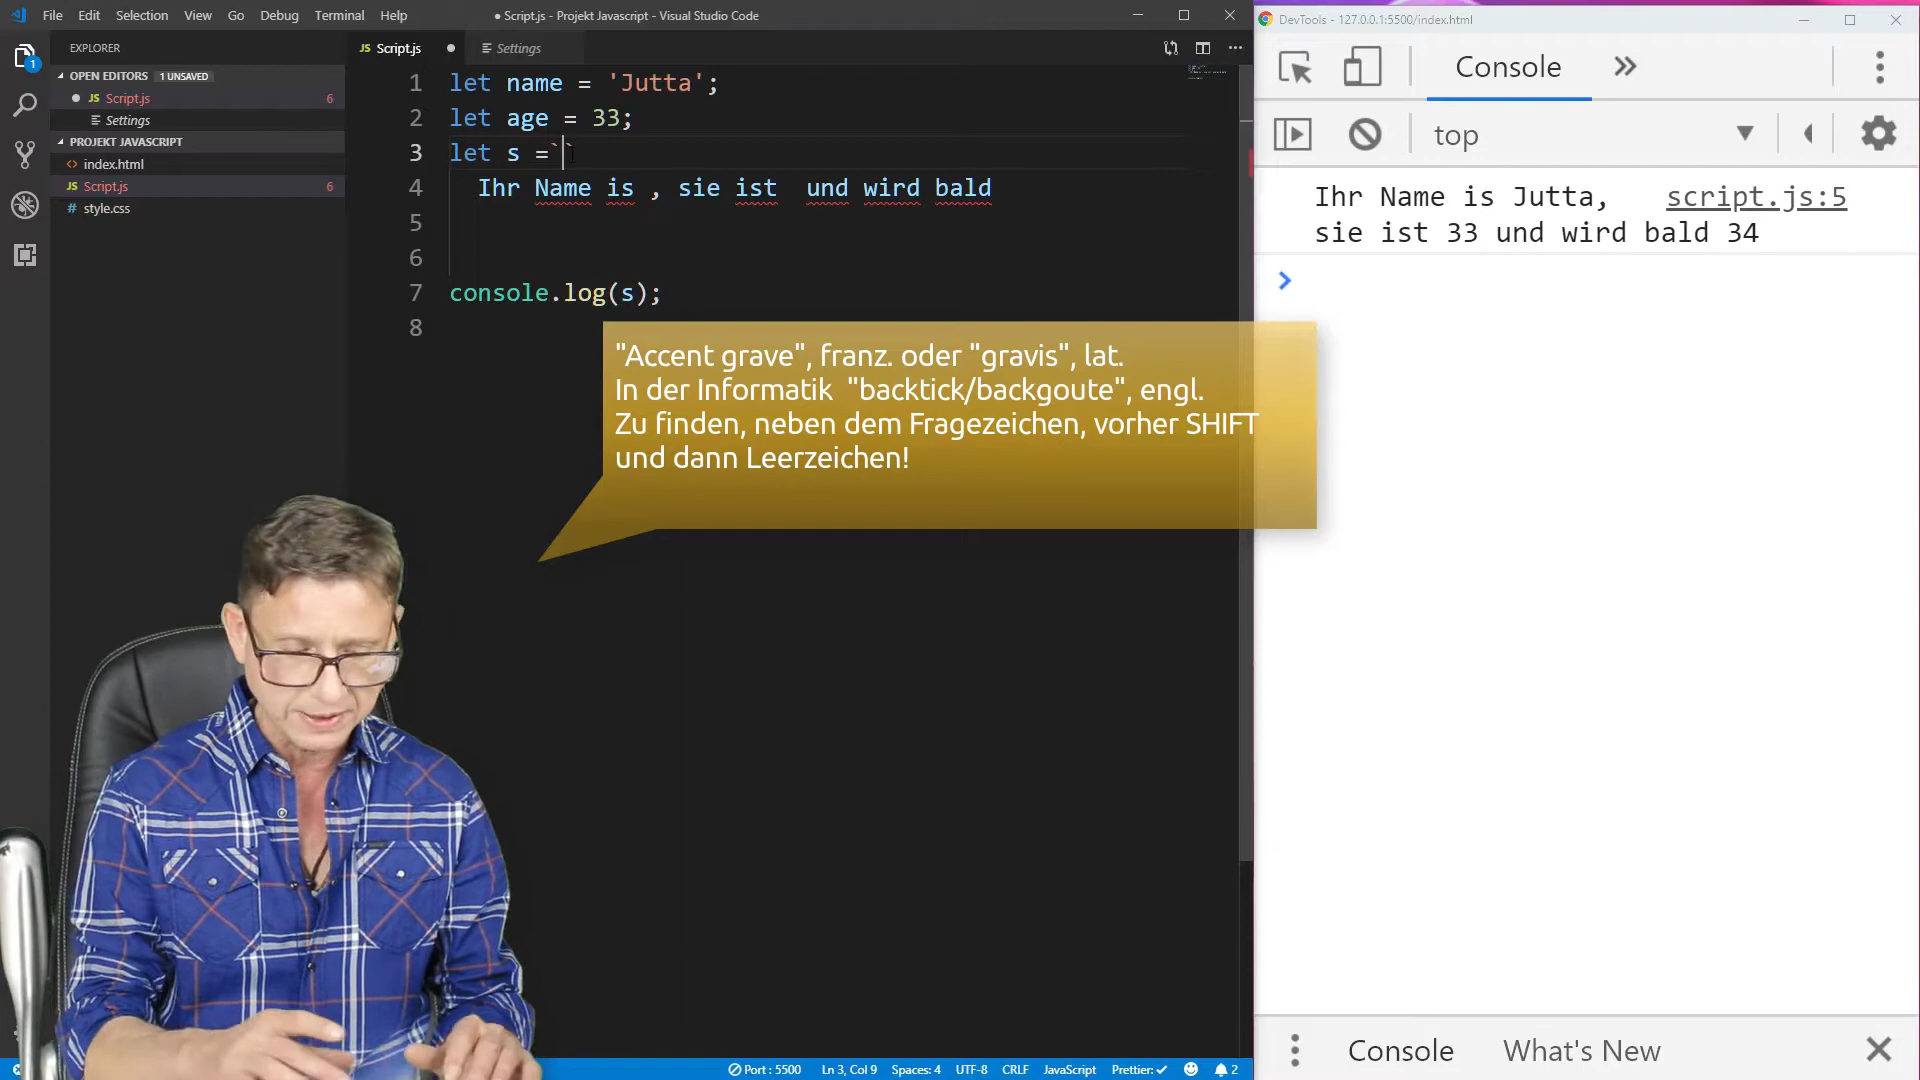 File Edit Selection View Go Debug Terminal Help
● Script.js - Projekt Javascript - Visual Studio Code
EXPLORER
OPEN EDITORS 1 UNSAVED
● JS Script.js 6
Settings
PROJEKT JAVASCRIPT
<> index.html
JS Script.js 6
# style.css
1
JS Script.js ●
Settings
1 let name = 'Jutta';
2 let age = 33;
3 let s =``
4 Ihr Name is , sie ist  und wird bald
5
6
7 console.log(s);
8
"Accent grave", franz. oder "gravis", lat.
In der Informatik "backtick/backgoute", engl.
Zu finden, neben dem Fragezeichen, vorher SHIFT
und dann Leerzeichen!
Port : 5500 Ln 3, Col 9 Spaces: 4 UTF-8 CRLF JavaScript Prettier: ✓ 2
DevTools - 127.0.0.1:5500/index.html
Console »
top
Ihr Name is Jutta, script.js:5
sie ist 33 und wird bald 34
>
Console What's New